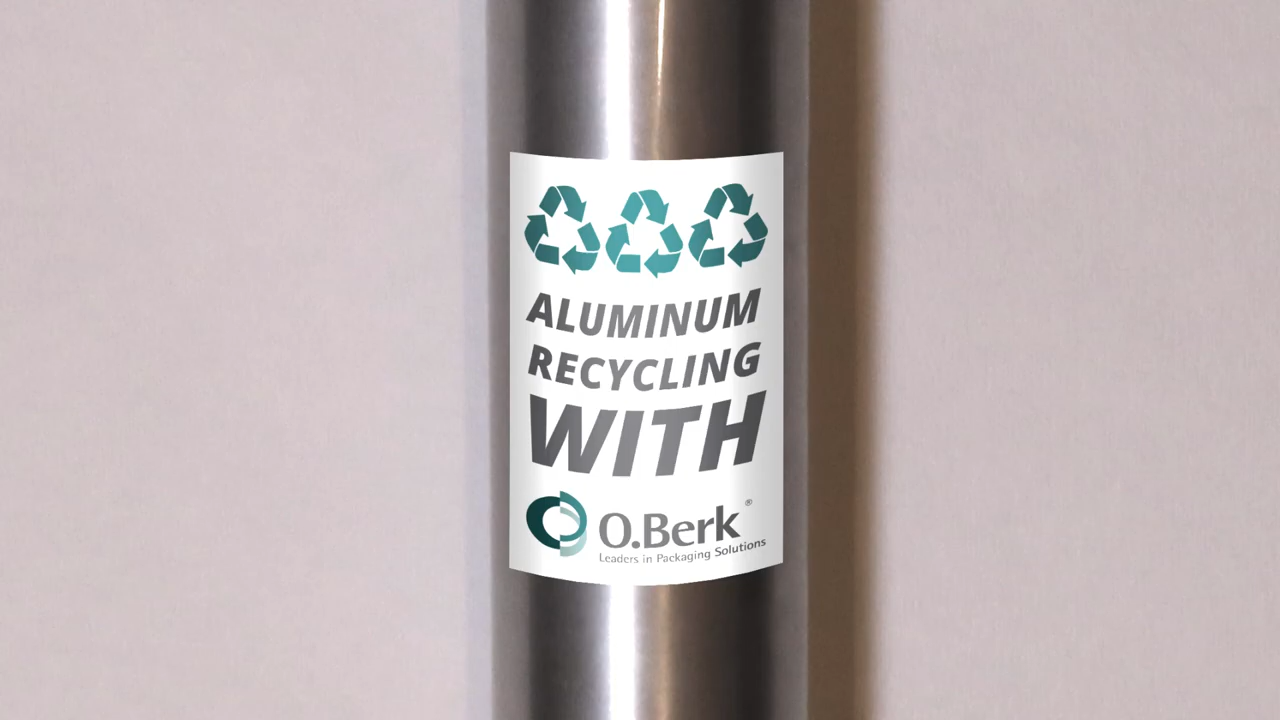 ALUMINUM
RECYCLING
WITH
O.Berk®
Leaders in Packaging Solutions